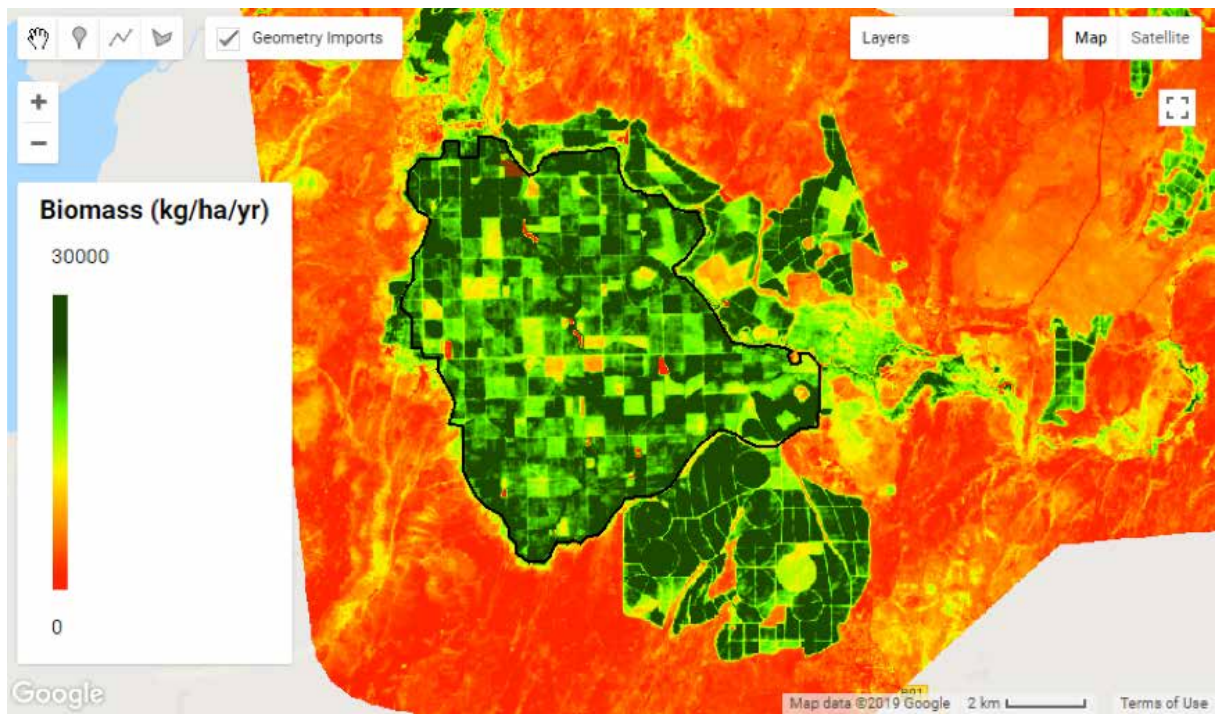 Geometry Imports
Layers
Map Satellite
Biomass (kg/ha/yr)
30000
0
Google
Map data ©2019 Google 2 km Terms of Use